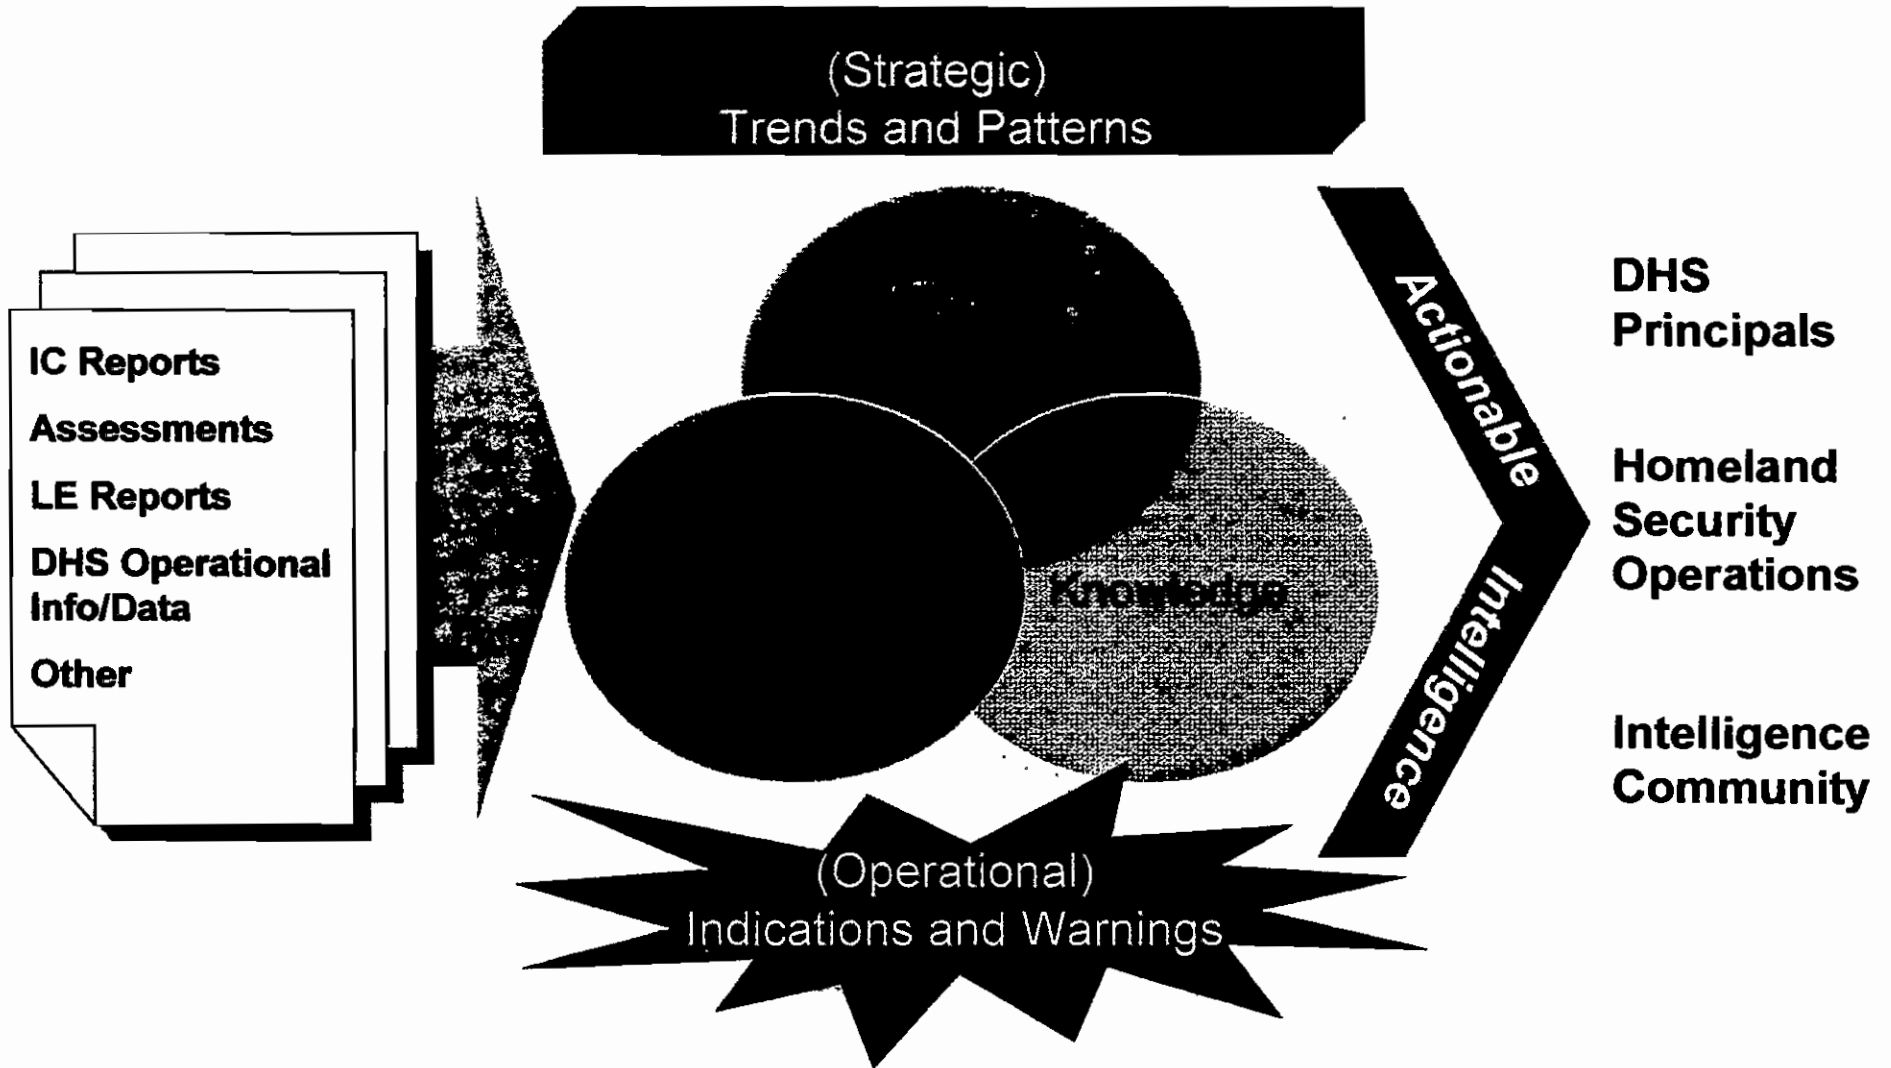 (Strategic)
Trends and Patterns
IC Reports
Assessments
LE Reports
DHS Operational
Info/Data
Other
Knowledge
Actionable
Intelligence
DHS
Principals
Homeland
Security
Operations
Intelligence
Community
(Operational)
Indications and Warnings